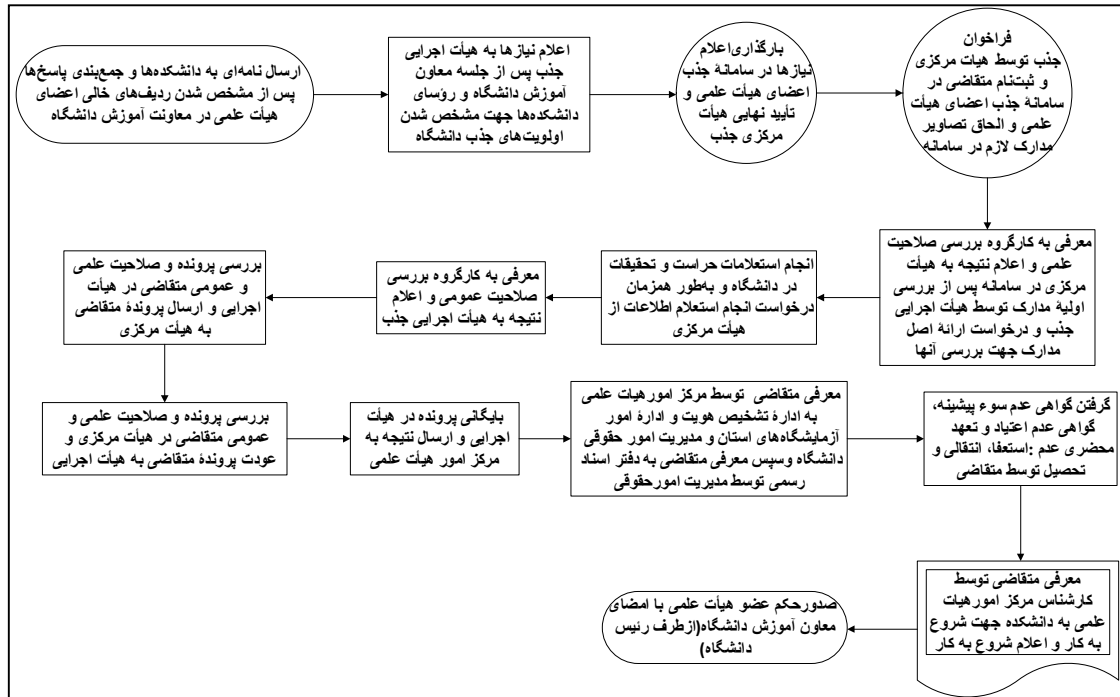 ارسال نامه‌ای به دانشکده‌ها و جمع‌بندی پاسخ‌ها
پس از مشخص شدن ردیف‌های خالی اعضای
هیأت علمی در معاونت آموزش دانشگاه
اعلام نیازها به هیأت اجرایی
جذب پس از جلسه معاون
آموزش دانشگاه و رؤسای
دانشکده‌ها جهت مشخص شدن
اولویت‌های جذب دانشگاه
بارگذاری‌اعلام
نیازها در سامانۀ جذب
اعضای هیأت علمی و
تأیید نهایی هیأت
مرکزی جذب
فراخوان
جذب توسط هیات مرکزی
و ثبت‌نام متقاضی در
سامانۀ جذب اعضای هیأت
علمی و الحاق تصاویر
مدارک لازم در سامانه
معرفی به کارگروه بررسی صلاحیت
علمی و اعلام نتیجه به هیأت
مرکزی در سامانه پس از بررسی
اولیۀ مدارک توسط هیأت اجرایی
جذب و درخواست ارائۀ اصل
مدارک جهت بررسی آنها
انجام استعلامات حراست و تحقیقات
در دانشگاه و به‌طور همزمان
درخواست انجام استعلام اطلاعات از
هیأت مرکزی
معرفی به کارگروه بررسی
صلاحیت عمومی و اعلام
نتیجه به هیأت اجرایی جذب
بررسی پرونده و صلاحیت علمی
و عمومی متقاضی در هیأت
اجرایی و ارسال پروندۀ متقاضی
به هیأت مرکزی
بررسی پرونده و صلاحیت علمی و
عمومی متقاضی در هیأت مرکزی و
عودت پروندۀ متقاضی به هیأت اجرایی
بایگانی پرونده در هیأت
اجرایی و ارسال نتیجه به
مرکز امور هیأت علمی
معرفی متقاضی توسط مرکز امورهیات علمی
به ادارۀ تشخیص هویت و ادارۀ امور
آزمایشگاه‌های استان و مدیریت امور حقوقی
دانشگاه وسپس معرفی متقاضی به دفتر اسناد
رسمی توسط مدیریت امورحقوقی
گرفتن گواهی عدم سوء پیشینه،
گواهی عدم اعتیاد و تعهد
محضری عدم :استعفا، انتقالی و
تحصیل توسط متقاضی
معرفی متقاضی توسط
کارشناس مرکز امورهیات
علمی به دانشکده جهت شروع
به کار و اعلام شروع به کار
صدورحکم عضو هیأت علمی با امضای
معاون آموزش دانشگاه(ازطرف رئیس
دانشگاه)